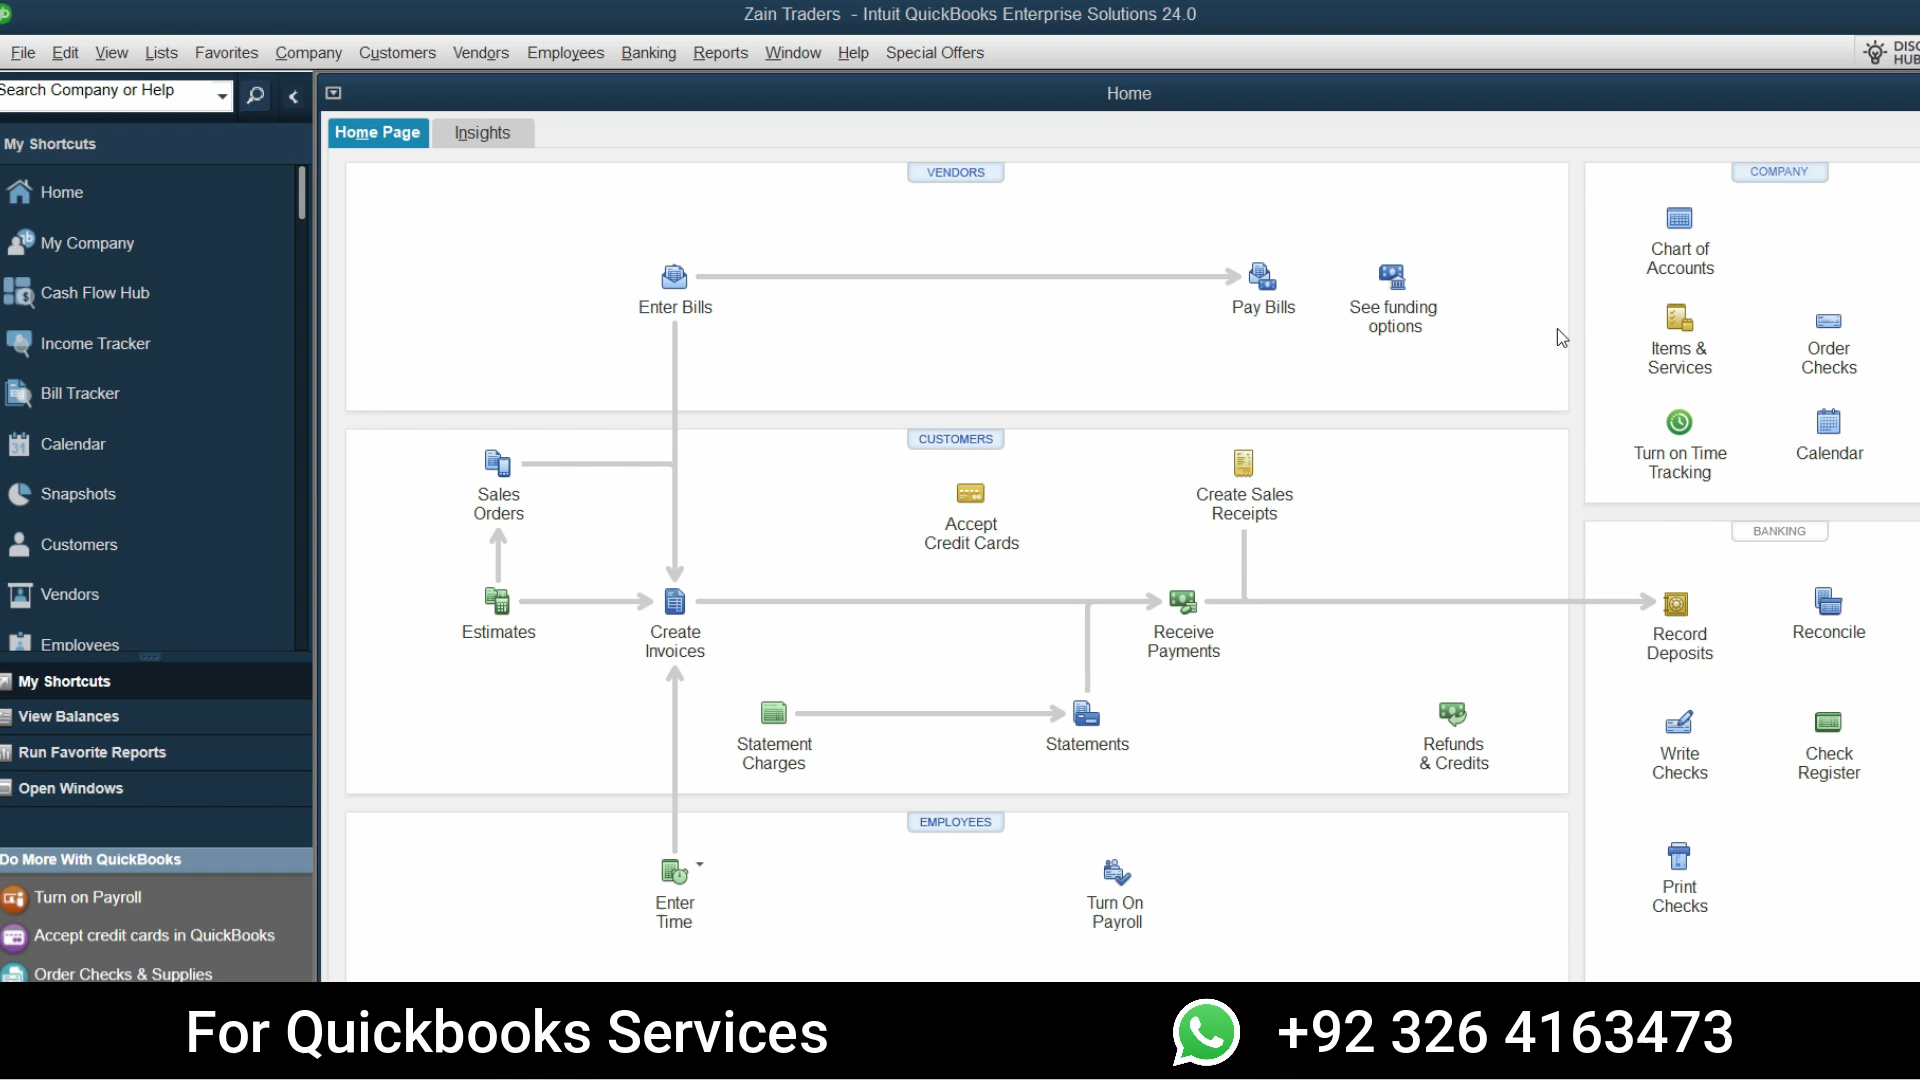 Zain Traders - Intuit QuickBooks Enterprise Solutions 24.0
File Edit View Lists Favorites Company Customers Vendors Employees Banking Reports Window Help Special Offers
Search Company or Help
My Shortcuts
Home
My Company
Cash Flow Hub
Income Tracker
Bill Tracker
Calendar
Snapshots
Customers
Vendors
Employees
My Shortcuts
View Balances
Run Favorite Reports
Open Windows
Do More With QuickBooks
Turn on Payroll
Accept credit cards in QuickBooks
Order Checks & Supplies
Home
Home Page
Insights
VENDORS
Enter Bills
Pay Bills
See funding
options
CUSTOMERS
Sales
Orders
Accept
Credit Cards
Create Sales
Receipts
Estimates
Create
Invoices
Receive
Payments
Statement
Charges
Statements
Refunds
& Credits
EMPLOYEES
Enter
Time
Turn On
Payroll
COMPANY
Chart of
Accounts
Items &
Services
Order
Checks
Turn on Time
Tracking
Calendar
BANKING
Record
Deposits
Reconcile
Write
Checks
Check
Register
Print
Checks
For Quickbooks Services
+92 326 4163473